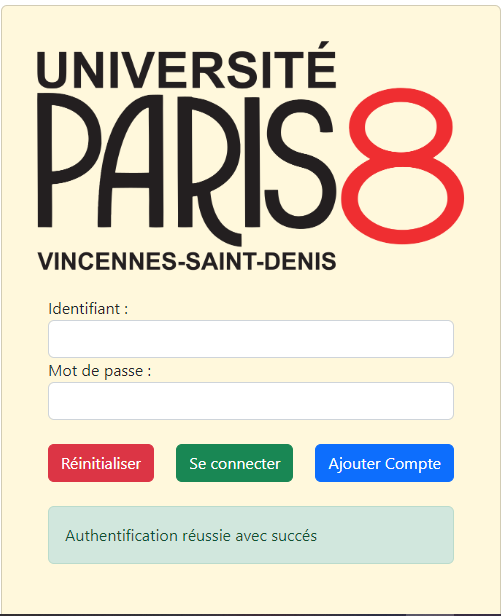 UNIVERSITÉ
PARIS8
VINCENNES-SAINT-DENIS
Identifiant :
Mot de passe :
Réinitialiser Se connecter Ajouter Compte
Authentification réussie avec succés